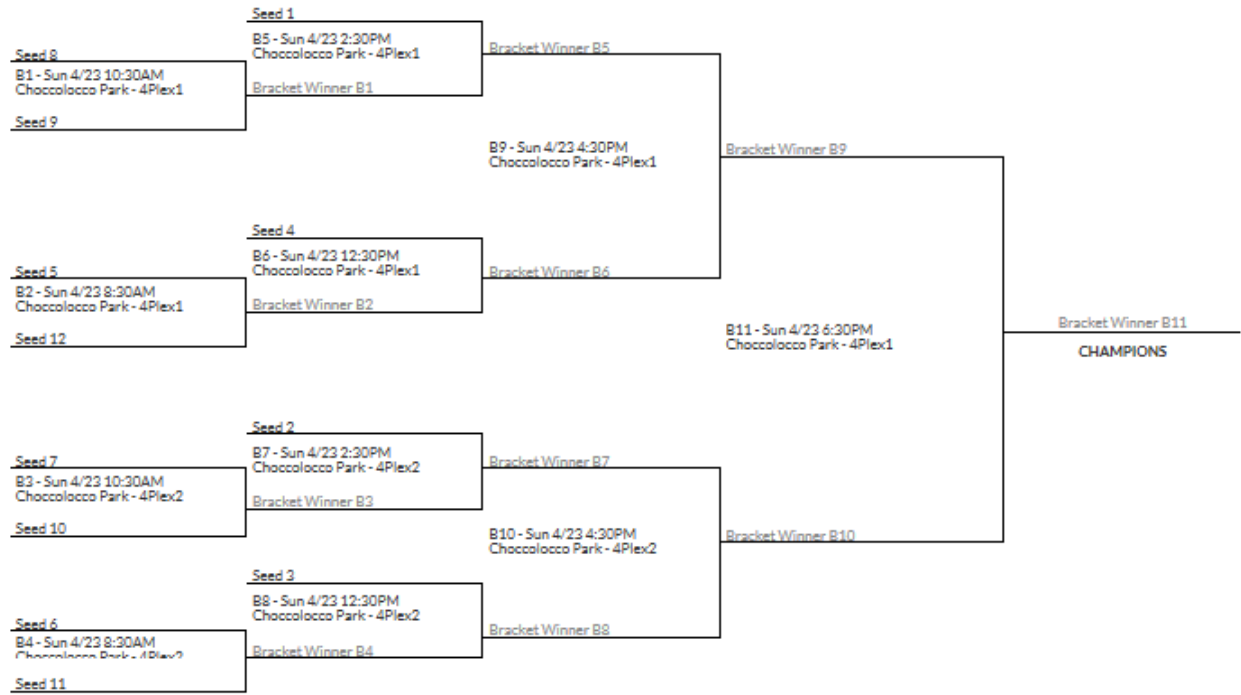 Seed 1
B5 - Sun 4/23 2:30PM
Choccolocco Park - 4Plex1
Bracket Winner B5
Seed 8
B1 - Sun 4/23 10:30AM
Choccolocco Park - 4Plex1
Bracket Winner B1
Seed 9
B9 - Sun 4/23 4:30PM
Choccolocco Park - 4Plex1
Bracket Winner B9
Seed 4
B6 - Sun 4/23 12:30PM
Choccolocco Park - 4Plex1
Bracket Winner B6
Seed 5
B2 - Sun 4/23 8:30AM
Choccolocco Park - 4Plex1
Bracket Winner B2
Seed 12
B11 - Sun 4/23 6:30PM
Choccolocco Park - 4Plex1
Bracket Winner B11
CHAMPIONS
Seed 2
B7 - Sun 4/23 2:30PM
Choccolocco Park - 4Plex2
Bracket Winner B7
Seed 7
B3 - Sun 4/23 10:30AM
Choccolocco Park - 4Plex2
Bracket Winner B3
Seed 10
B10 - Sun 4/23 4:30PM
Choccolocco Park - 4Plex2
Bracket Winner B10
Seed 3
B8 - Sun 4/23 12:30PM
Choccolocco Park - 4Plex2
Bracket Winner B8
Seed 6
B4 - Sun 4/23 8:30AM
Choccolocco Park - 4Plex2
Bracket Winner B4
Seed 11